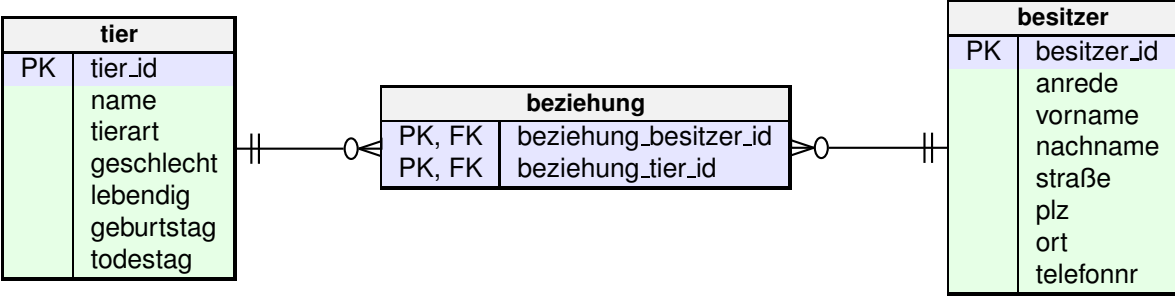 tier
PK tier_id
name
tierart
geschlecht
lebendig
geburtstag
todestag
beziehung
PK, FK beziehung_besitzer_id
PK, FK beziehung_tier_id
besitzer
PK besitzer_id
anrede
vorname
nachname
straße
plz
ort
telefonnr